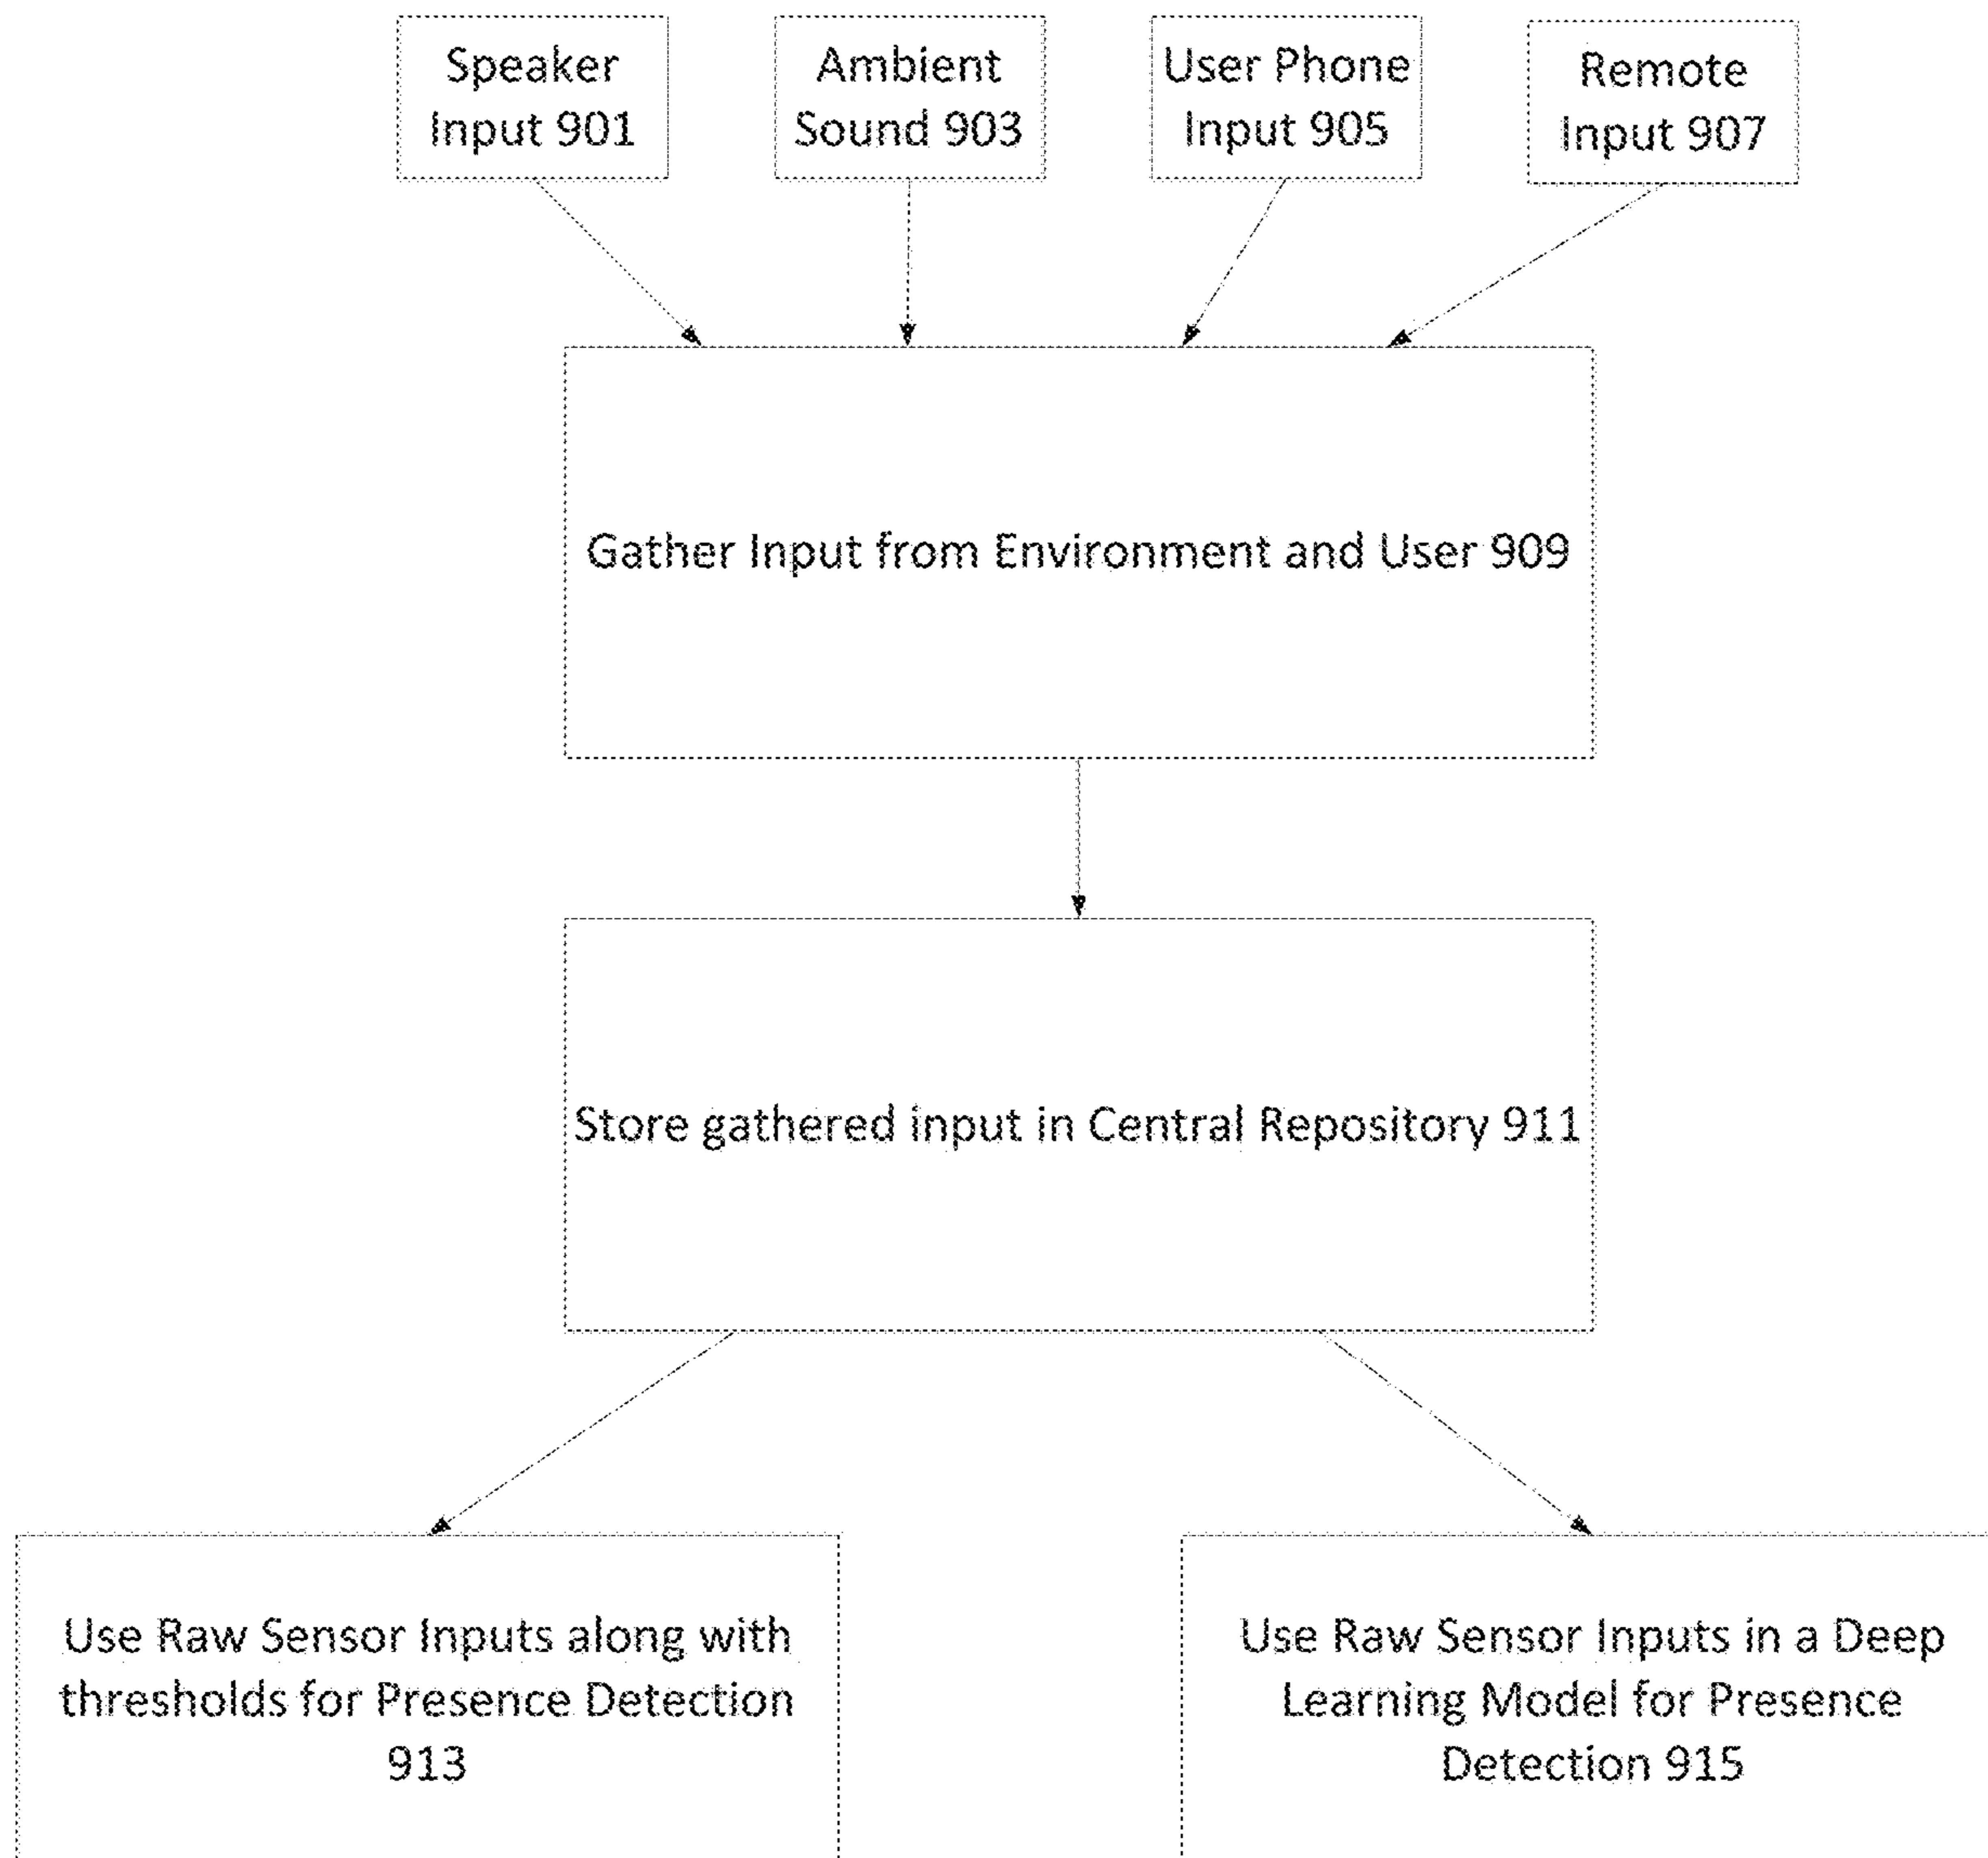 Speaker
Input 901
Ambient
Sound 903
User Phone
Input 905
Remote
Input 907
Gather Input from Environment and User 909
Store gathered input in Central Repository 911
Use Raw Sensor Inputs along with
thresholds for Presence Detection
913
Use Raw Sensor Inputs in a Deep
Learning Model for Presence
Detection 915